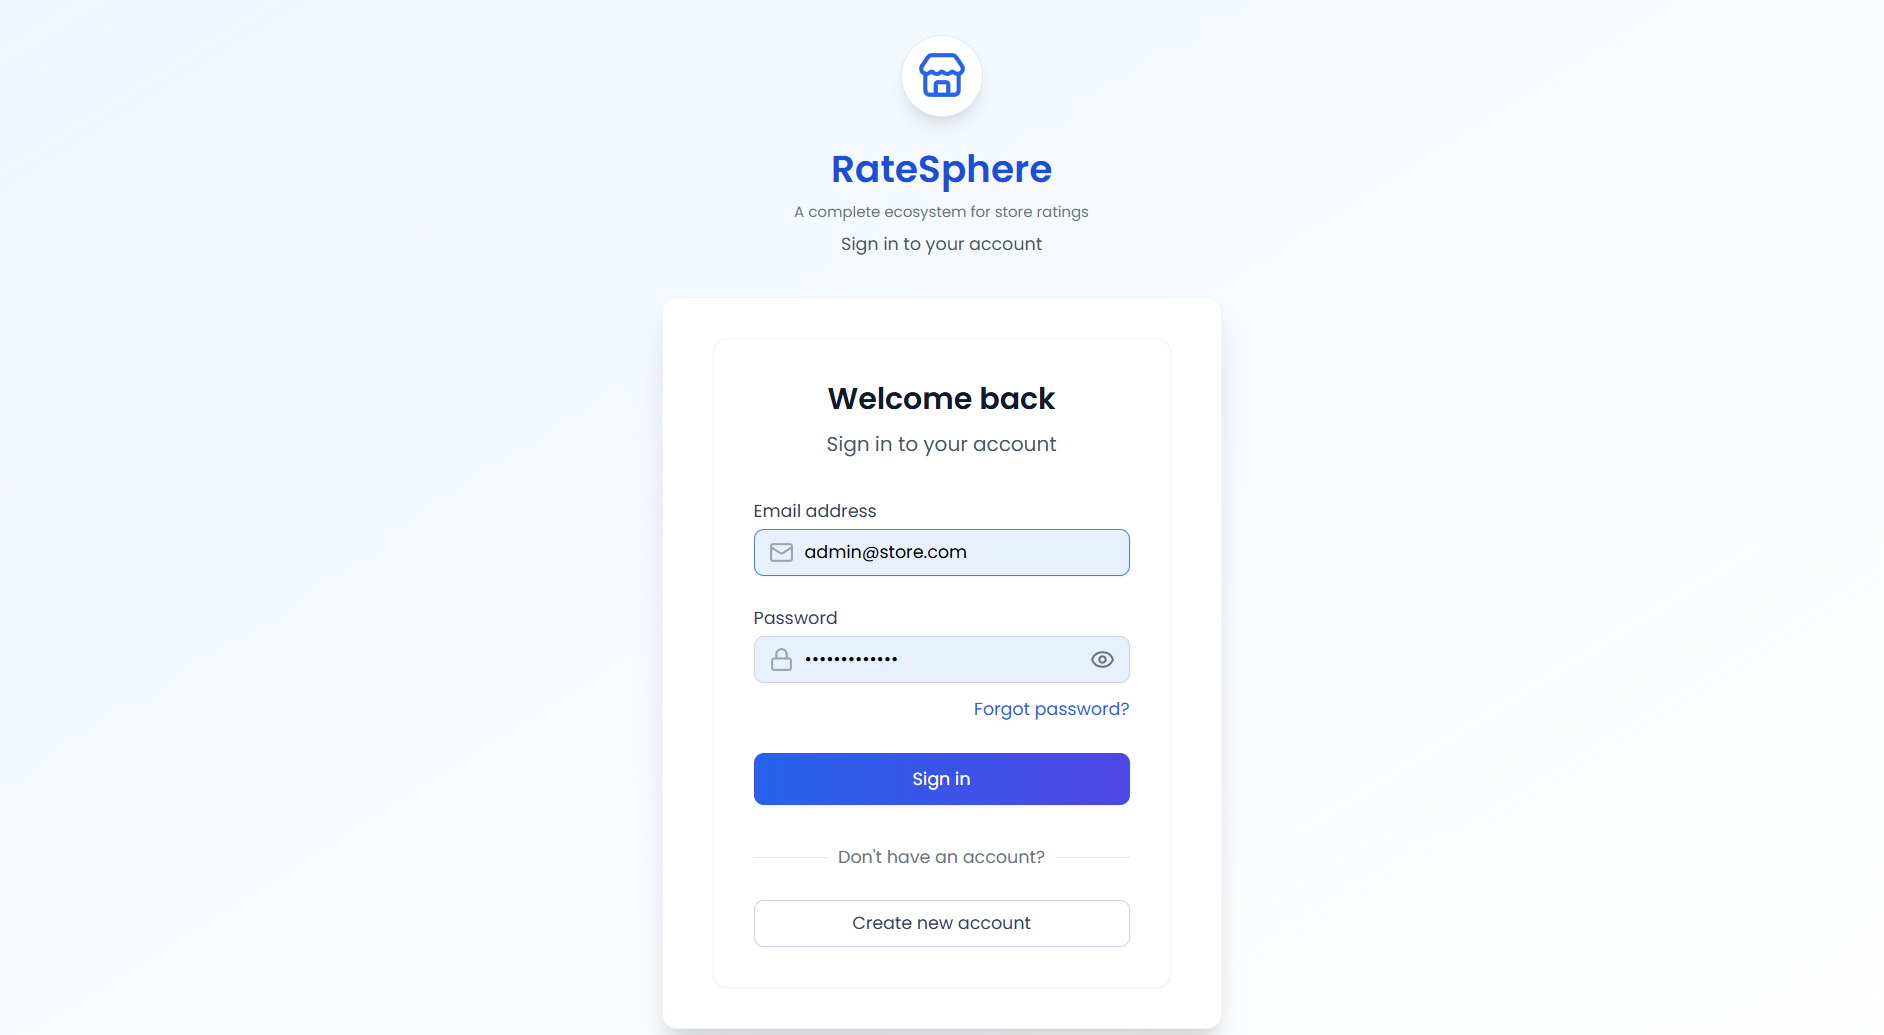 RateSphere
A complete ecosystem for store ratings
Sign in to your account
Welcome back
Sign in to your account
Email address
admin@store.com
Password
•••••••••••••
Forgot password?
Sign in
Don't have an account?
Create new account